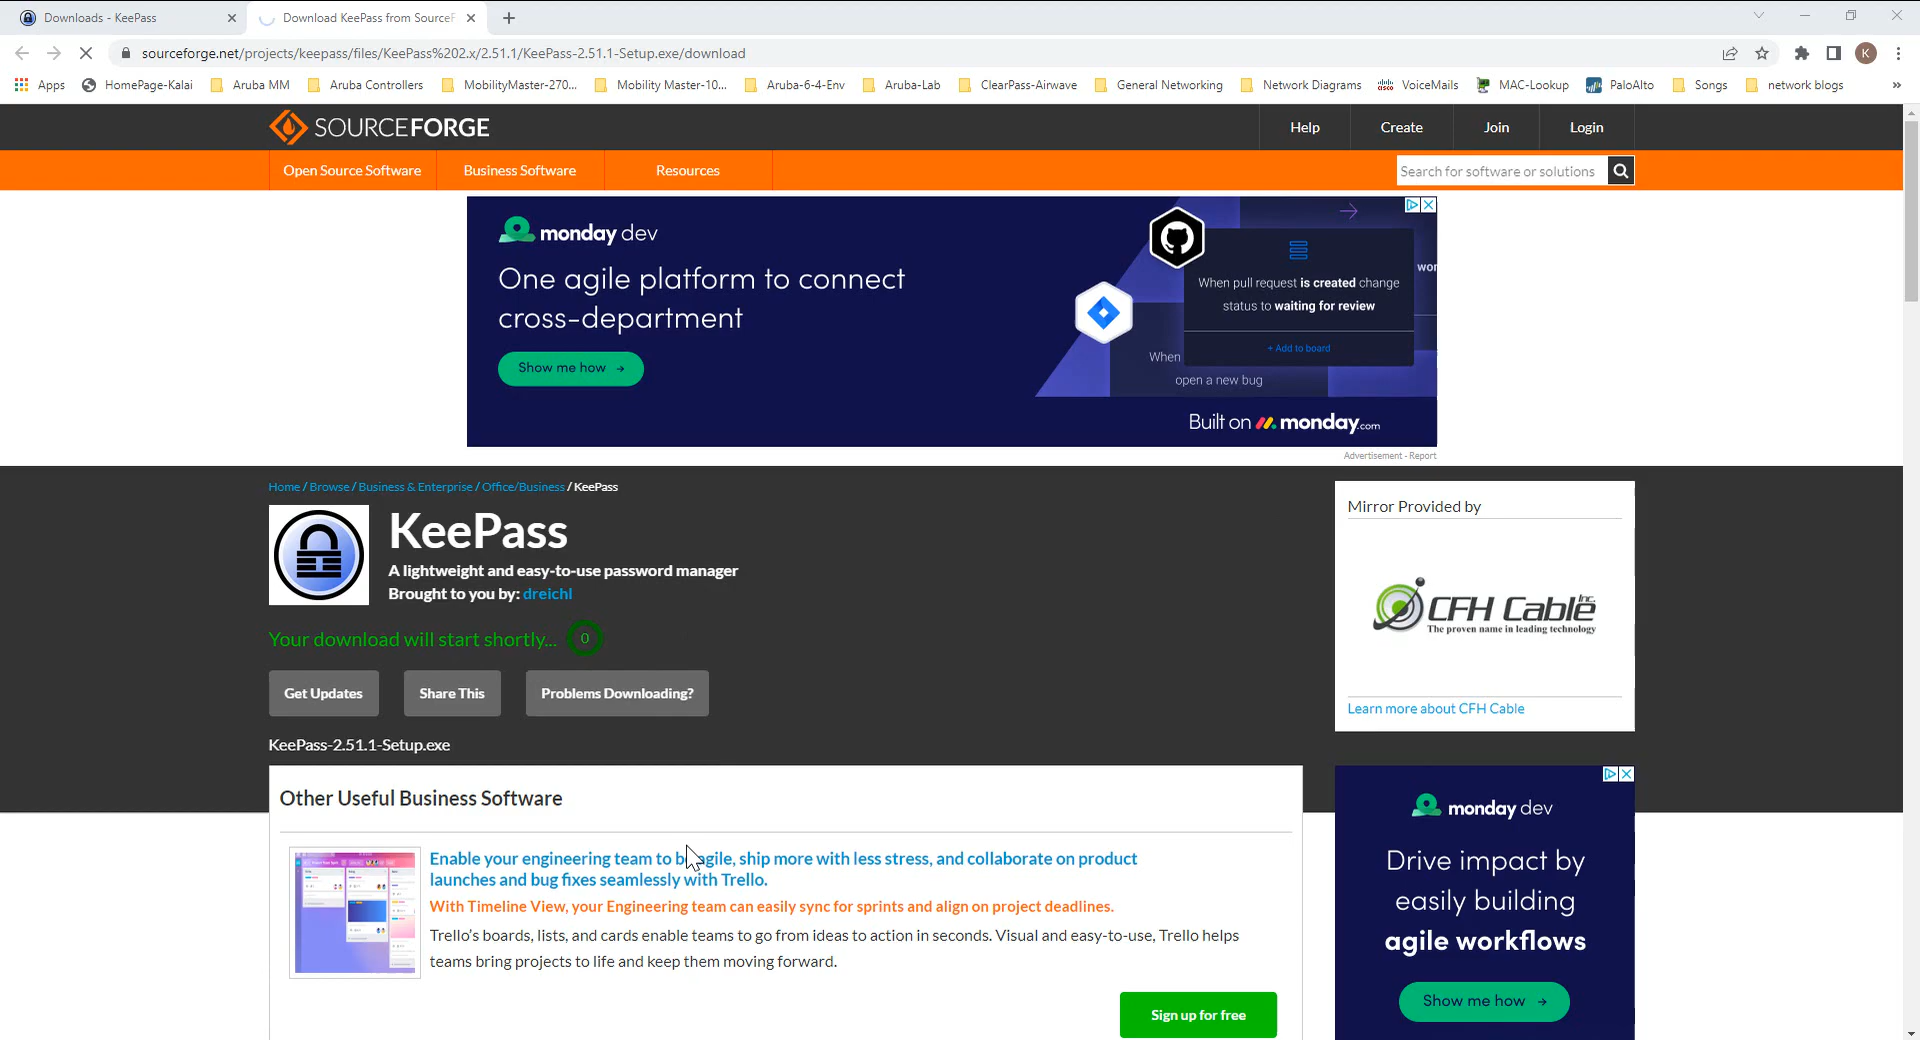 Downloads - KeePass
Download KeePass from SourceF
sourceforge.net/projects/keepass/files/KeePass%202.x/2.51.1/KeePass-2.51.1-Setup.exe/download
K
Apps
HomePage-Kalai
Aruba MM
Aruba Controllers
MobilityMaster-270...
Mobility Master-10...
Aruba-6-4-Env
Aruba-Lab
ClearPass-Airwave
General Networking
Network Diagrams
VoiceMails
MAC-Lookup
PaloAlto
Songs
network blogs
»
SOURCEFORGE
Help
Create
Join
Login
Open Source Software
Business Software
Resources
Search for software or solutions
monday dev
One agile platform to connect
cross-department
Show me how →
When pull request is created change
status to waiting for review
+ Add to board
wor
When
open a new bug
Built on monday.com
Advertisement - Report
Home / Browse / Business & Enterprise / Office/Business / KeePass
KeePass
A lightweight and easy-to-use password manager
Brought to you by: dreichl
Your download will start shortly... 0
Get Updates
Share This
Problems Downloading?
KeePass-2.51.1-Setup.exe
Mirror Provided by
CFH Cable Inc.
The proven name in leading technology
Learn more about CFH Cable
Other Useful Business Software
Enable your engineering team to be agile, ship more with less stress, and collaborate on product
launches and bug fixes seamlessly with Trello.
With Timeline View, your Engineering team can easily sync for sprints and align on project deadlines.
Trello's boards, lists, and cards enable teams to go from ideas to action in seconds. Visual and easy-to-use, Trello helps
teams bring projects to life and keep them moving forward.
Sign up for free
monday dev
Drive impact by
easily building
agile workflows
Show me how →